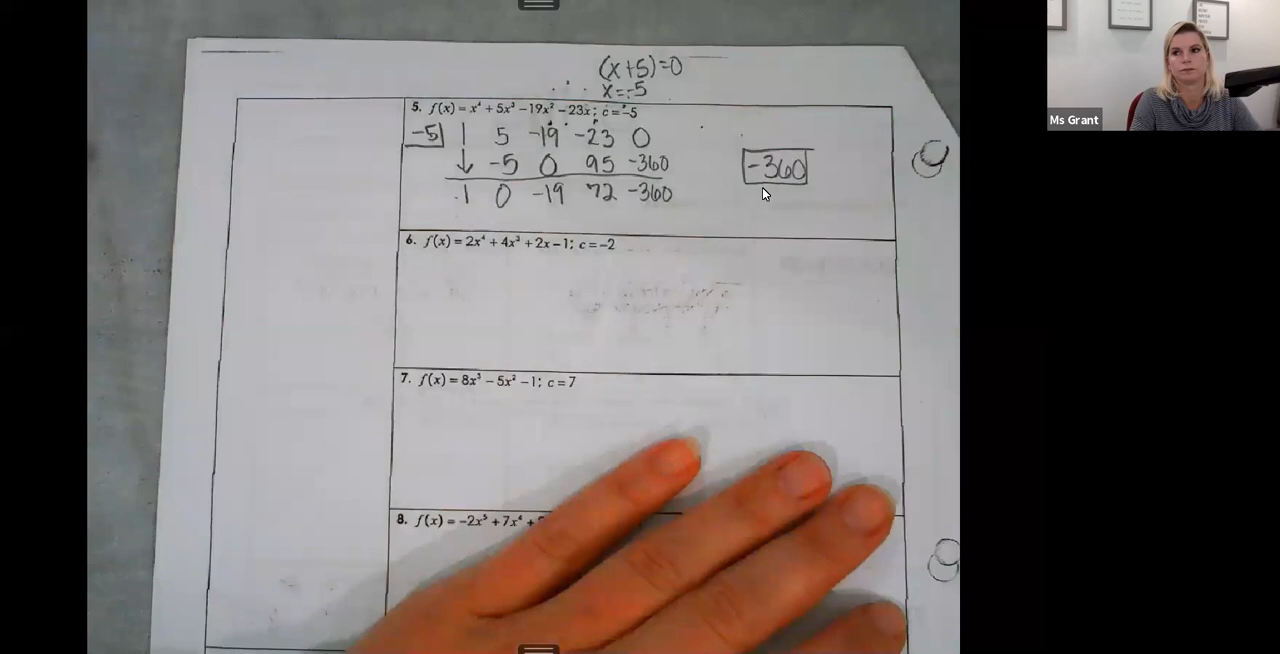 (x+5)=0
x=-5
5. f(x) = x⁴ + 5x³ − 19x² − 23x; c = −5
-5 1 5 -19 -23 0
↓ -5 0 95 -360
1 0 -19 72 -360
-360
6. f(x) = 2x⁴ + 4x³ + 2x − 1; c = −2
7. f(x) = 8x³ − 5x² − 1; c = 7
8. f(x) = −2x⁵ + 7x⁴ +
Ms Grant